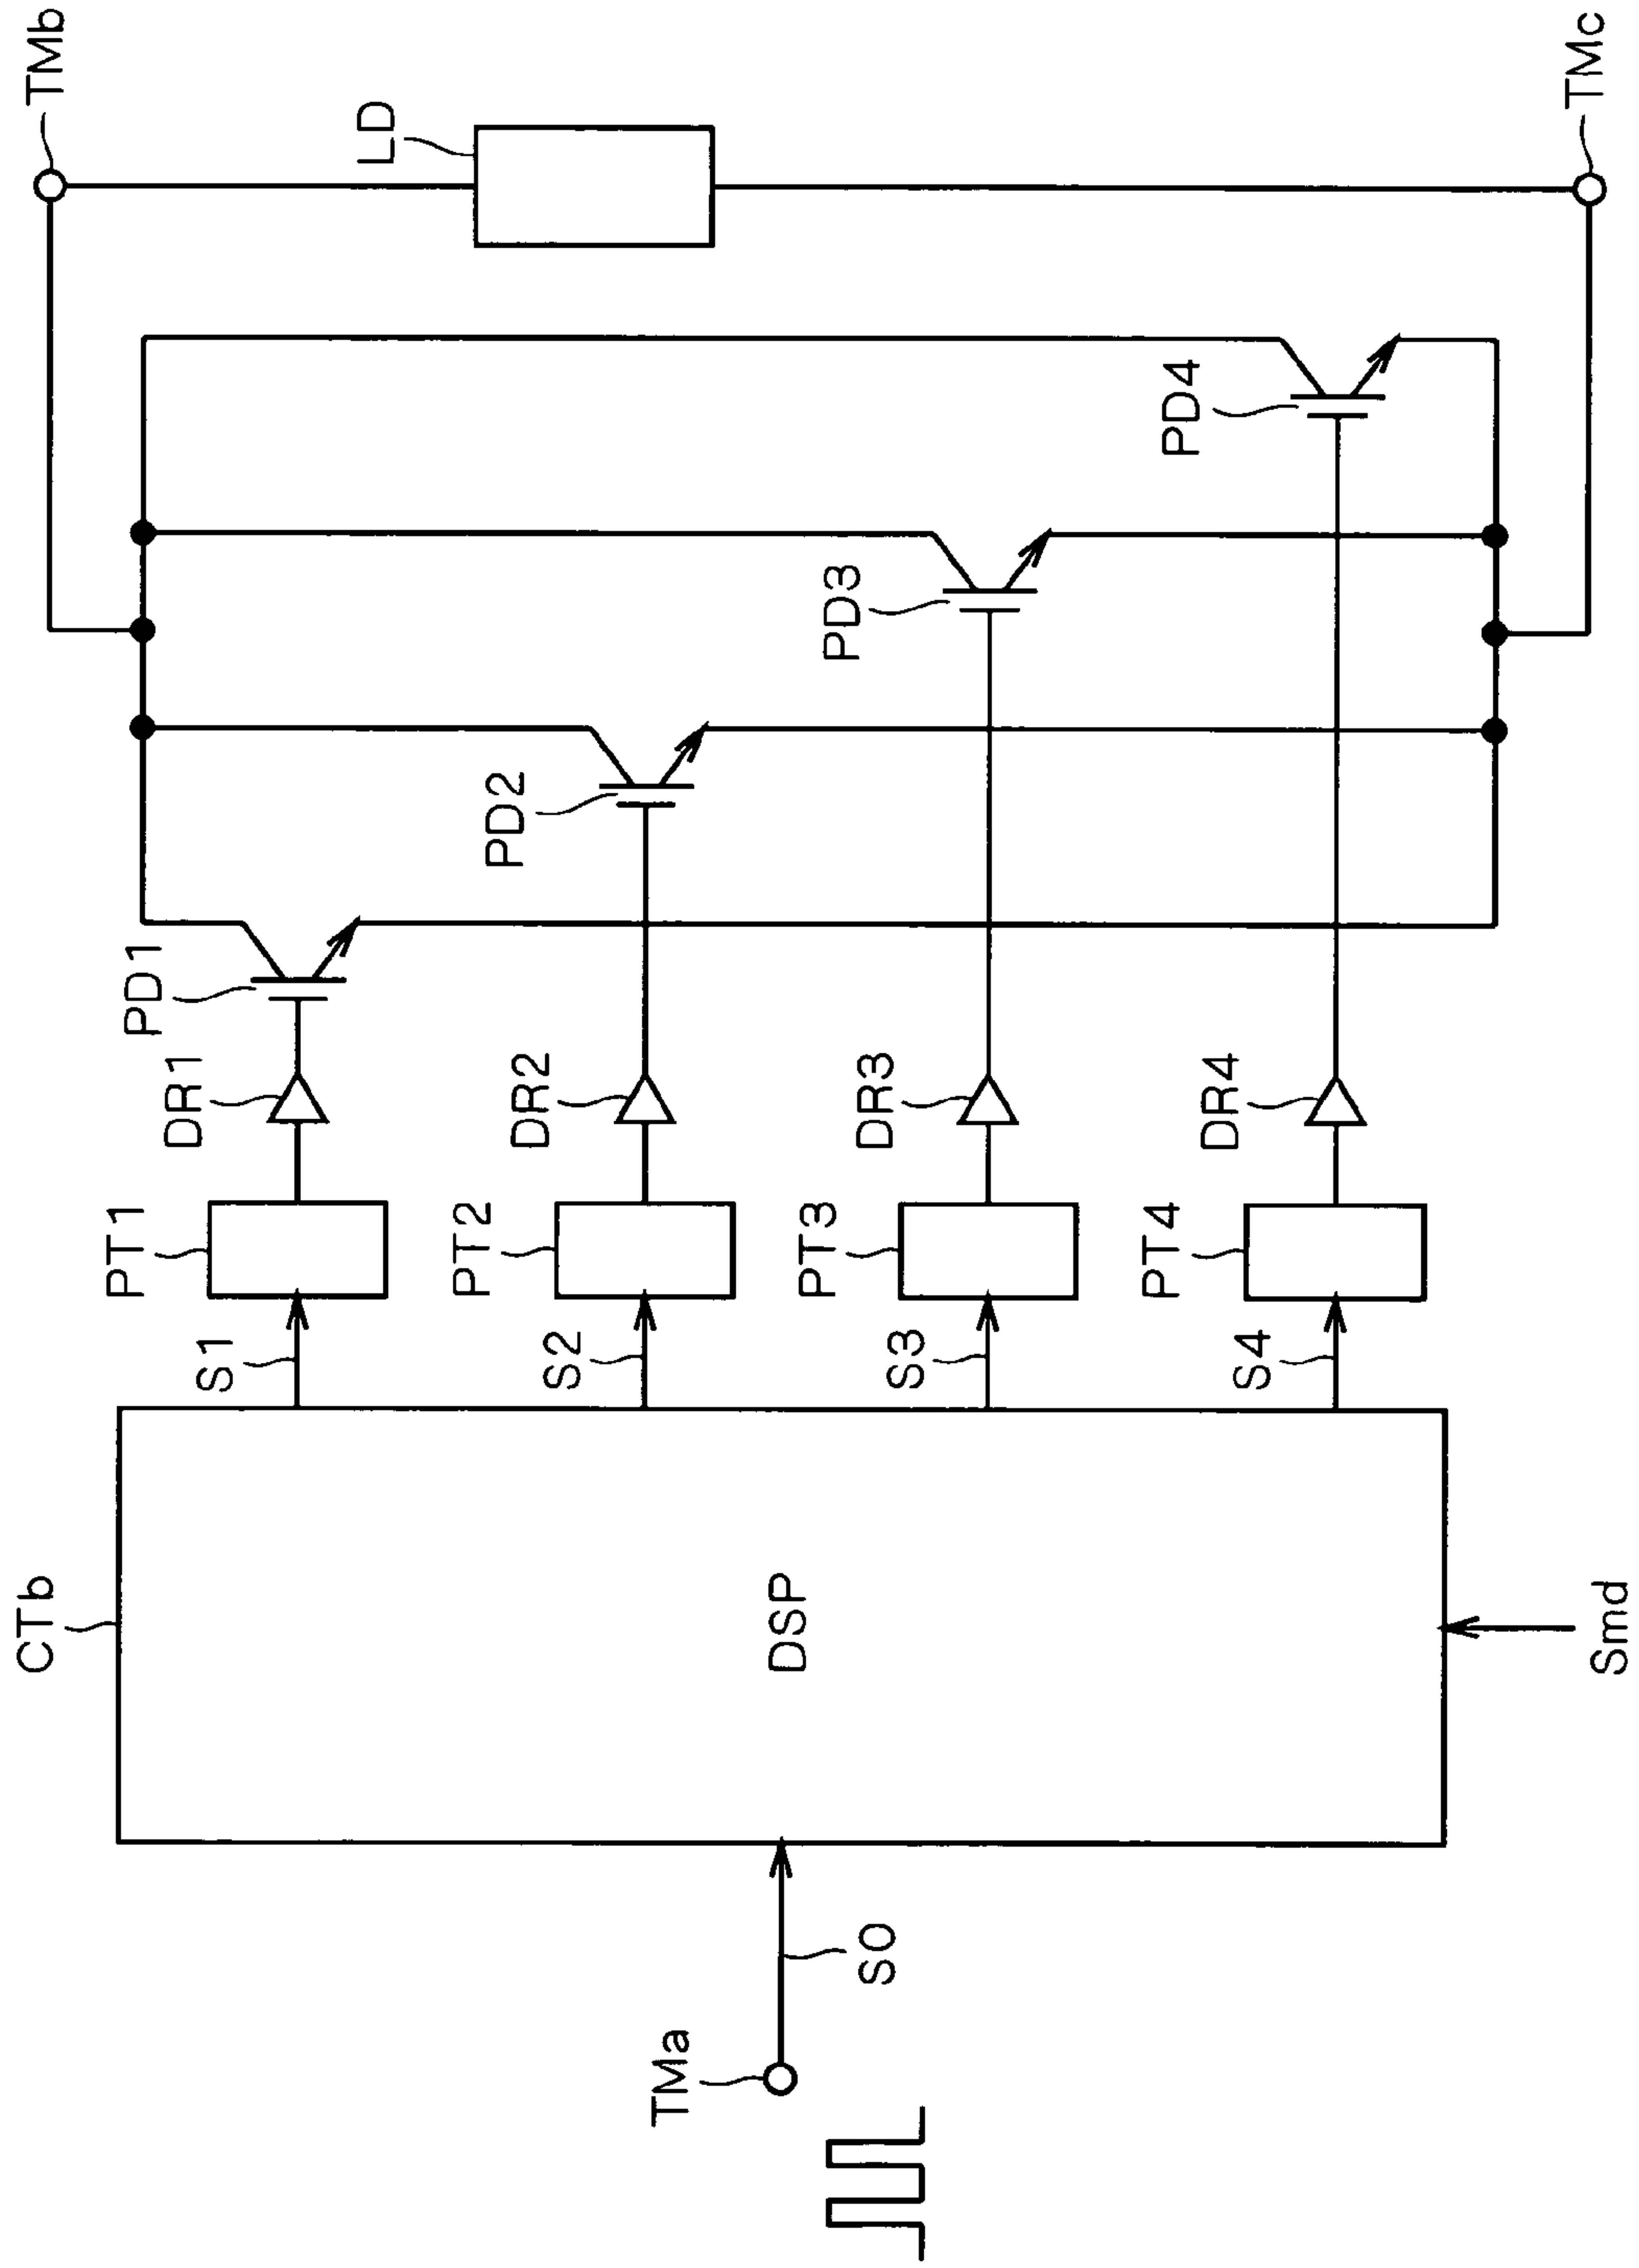 TMb
LD
TMc
PD4
PD3
PD2
PD1
DR1
DR2
DR3
DR4
PT1
PT2
PT3
PT4
S1
S2
S3
S4
CTb
DSP
Smd
S0
TMa